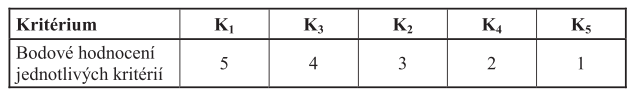 Kritérium K₁ K₃ K₂ K₄ K₅
Bodové hodnocení
jednotlivých kritérií 5 4 3 2 1